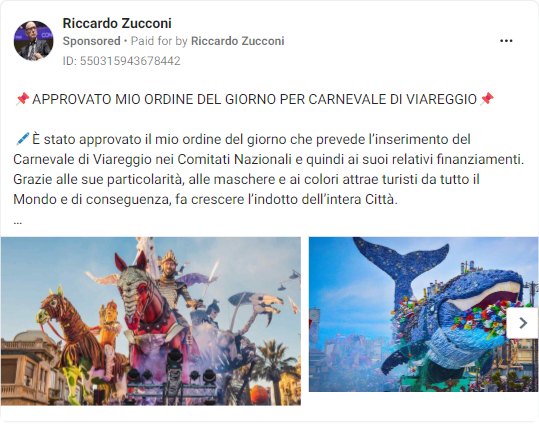 Riccardo Zucconi
Sponsored • Paid for by Riccardo Zucconi
ID: 550315943678442
📌APPROVATO MIO ORDINE DEL GIORNO PER CARNEVALE DI VIAREGGIO📌
🖊️È stato approvato il mio ordine del giorno che prevede l’inserimento del
Carnevale di Viareggio nei Comitati Nazionali e quindi ai suoi relativi finanziamenti.
Grazie alle sue particolarità, alle maschere e ai colori attrae turisti da tutto il
Mondo e di conseguenza, fa crescere l’indotto dell’intera Città.
...